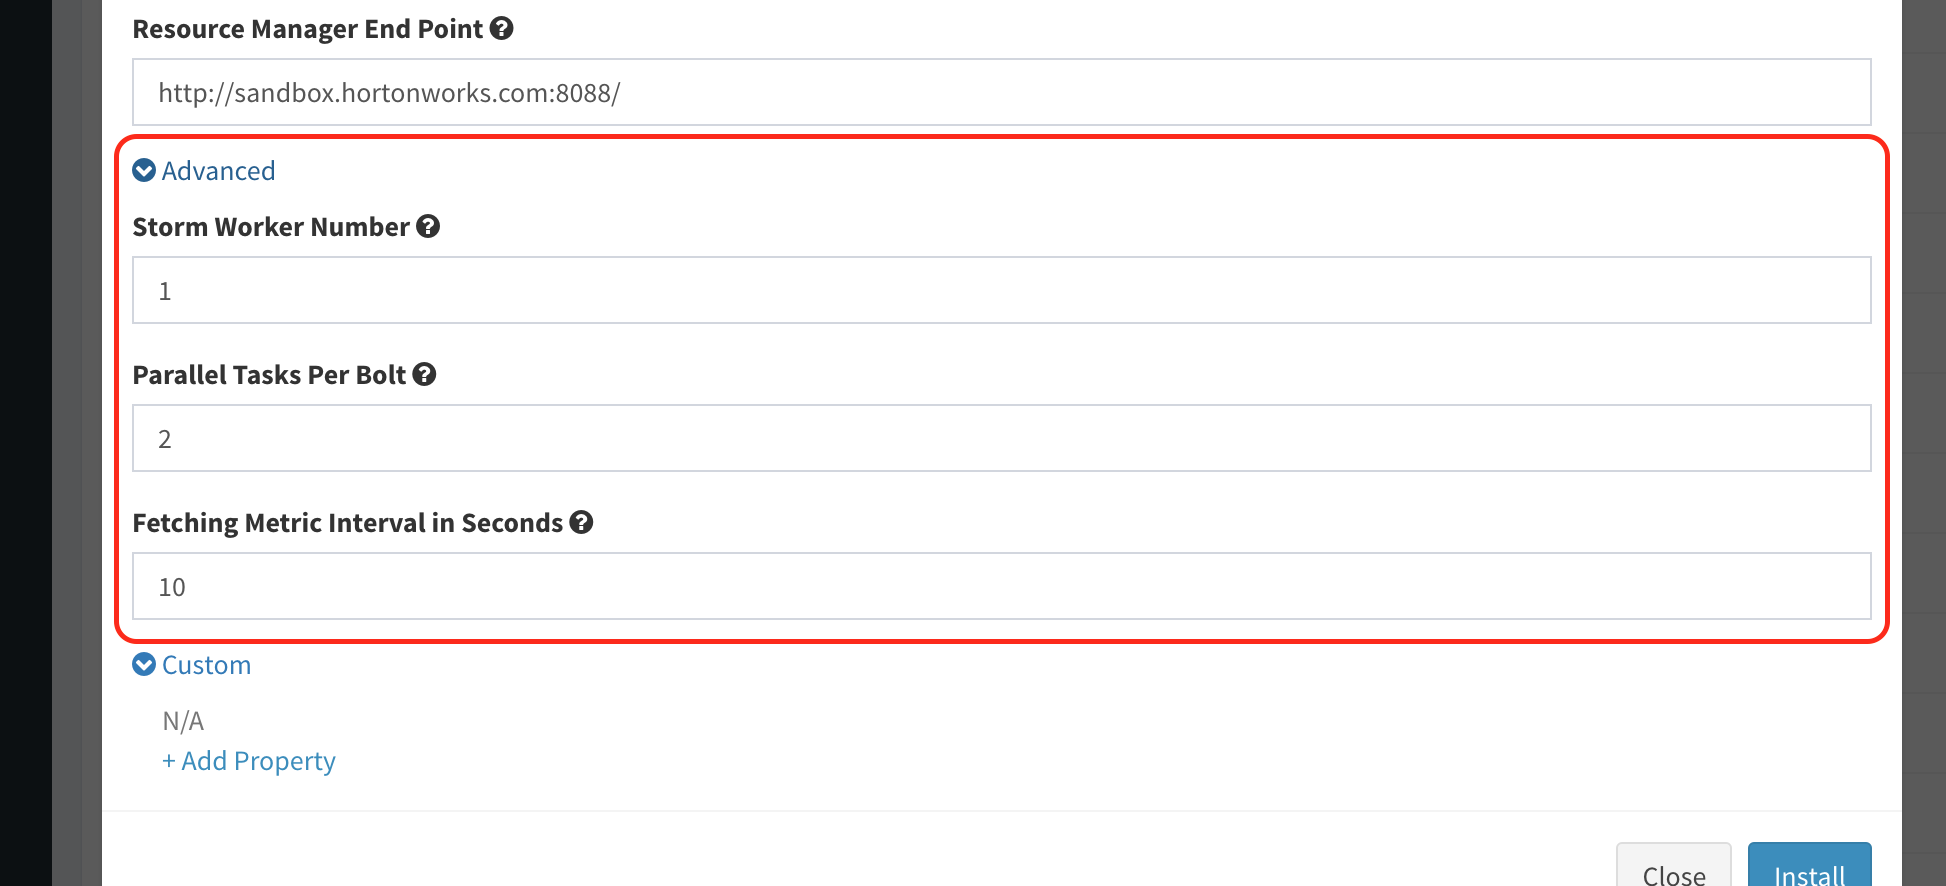 Resource Manager End Point
http://sandbox.hortonworks.com:8088/
Advanced
Storm Worker Number
1
Parallel Tasks Per Bolt
2
Fetching Metric Interval in Seconds
10
Custom
N/A
+ Add Property
Close Install